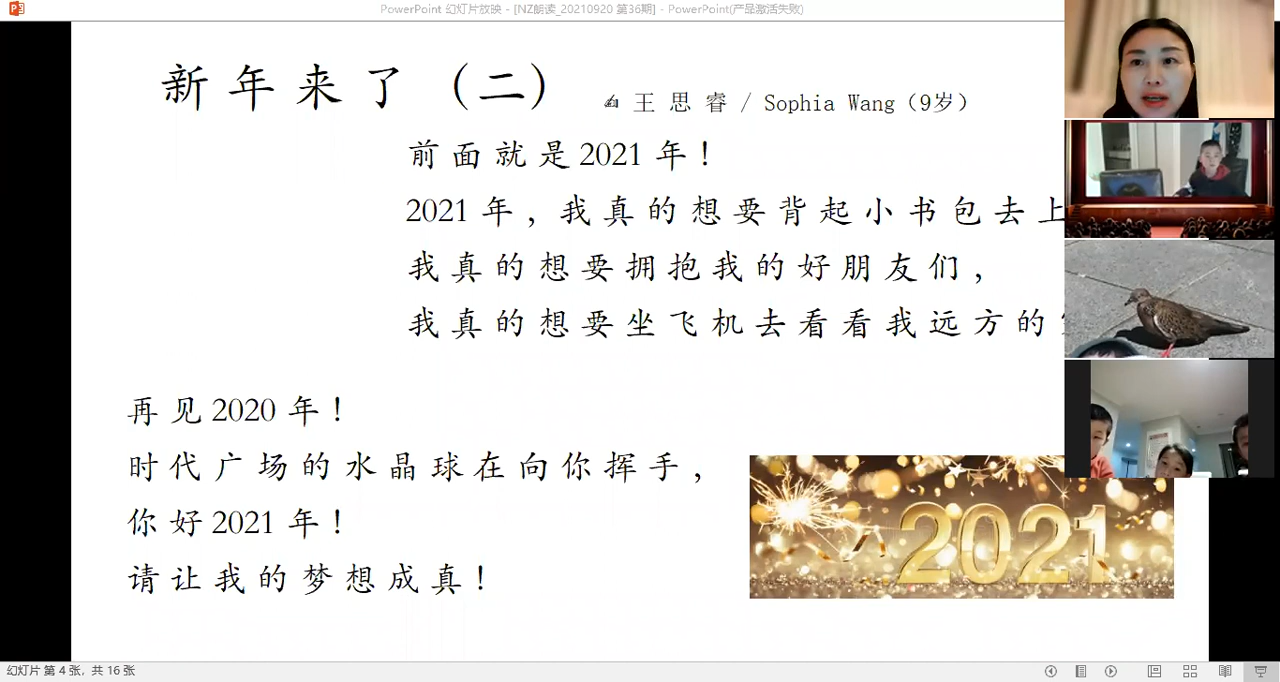 PowerPoint 幻灯片放映 - [NZ朗读_20210920 第36期] - PowerPoint(产品激活失败)
新年来了（二）
王思睿 / Sophia Wang（9岁）
前面就是2021年！
2021年，我真的想要背起小书包去上
我真的想要拥抱我的好朋友们，
我真的想要坐飞机去看看我远方的
再见2020年！
时代广场的水晶球在向你挥手，
你好2021年！
请让我的梦想成真！
2021
幻灯片 第 4 张，共 16 张